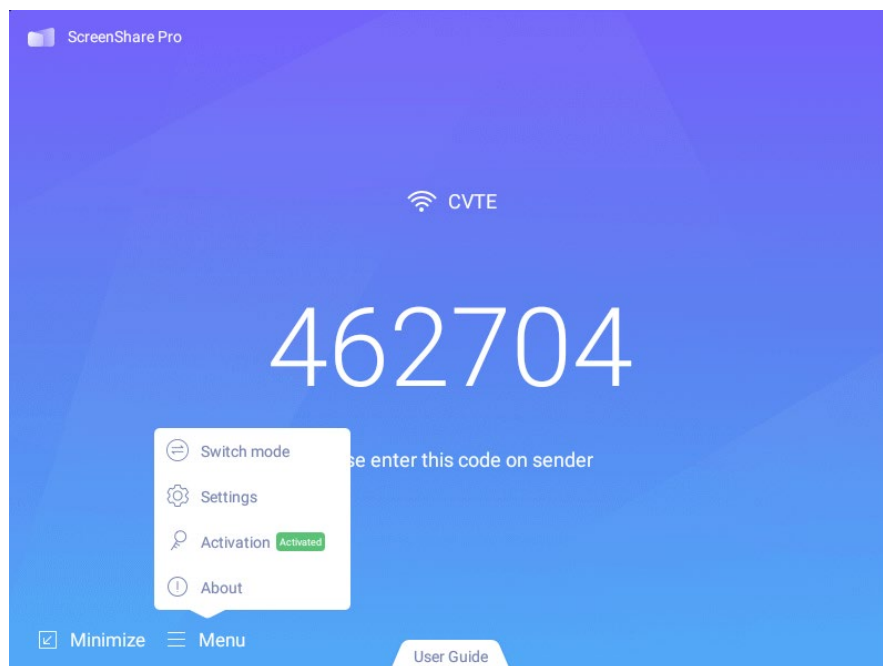 ScreenShare Pro
CVTE
462704
Switch mode
se enter this code on sender
Settings
Activation Activated
About
Minimize
Menu
User Guide